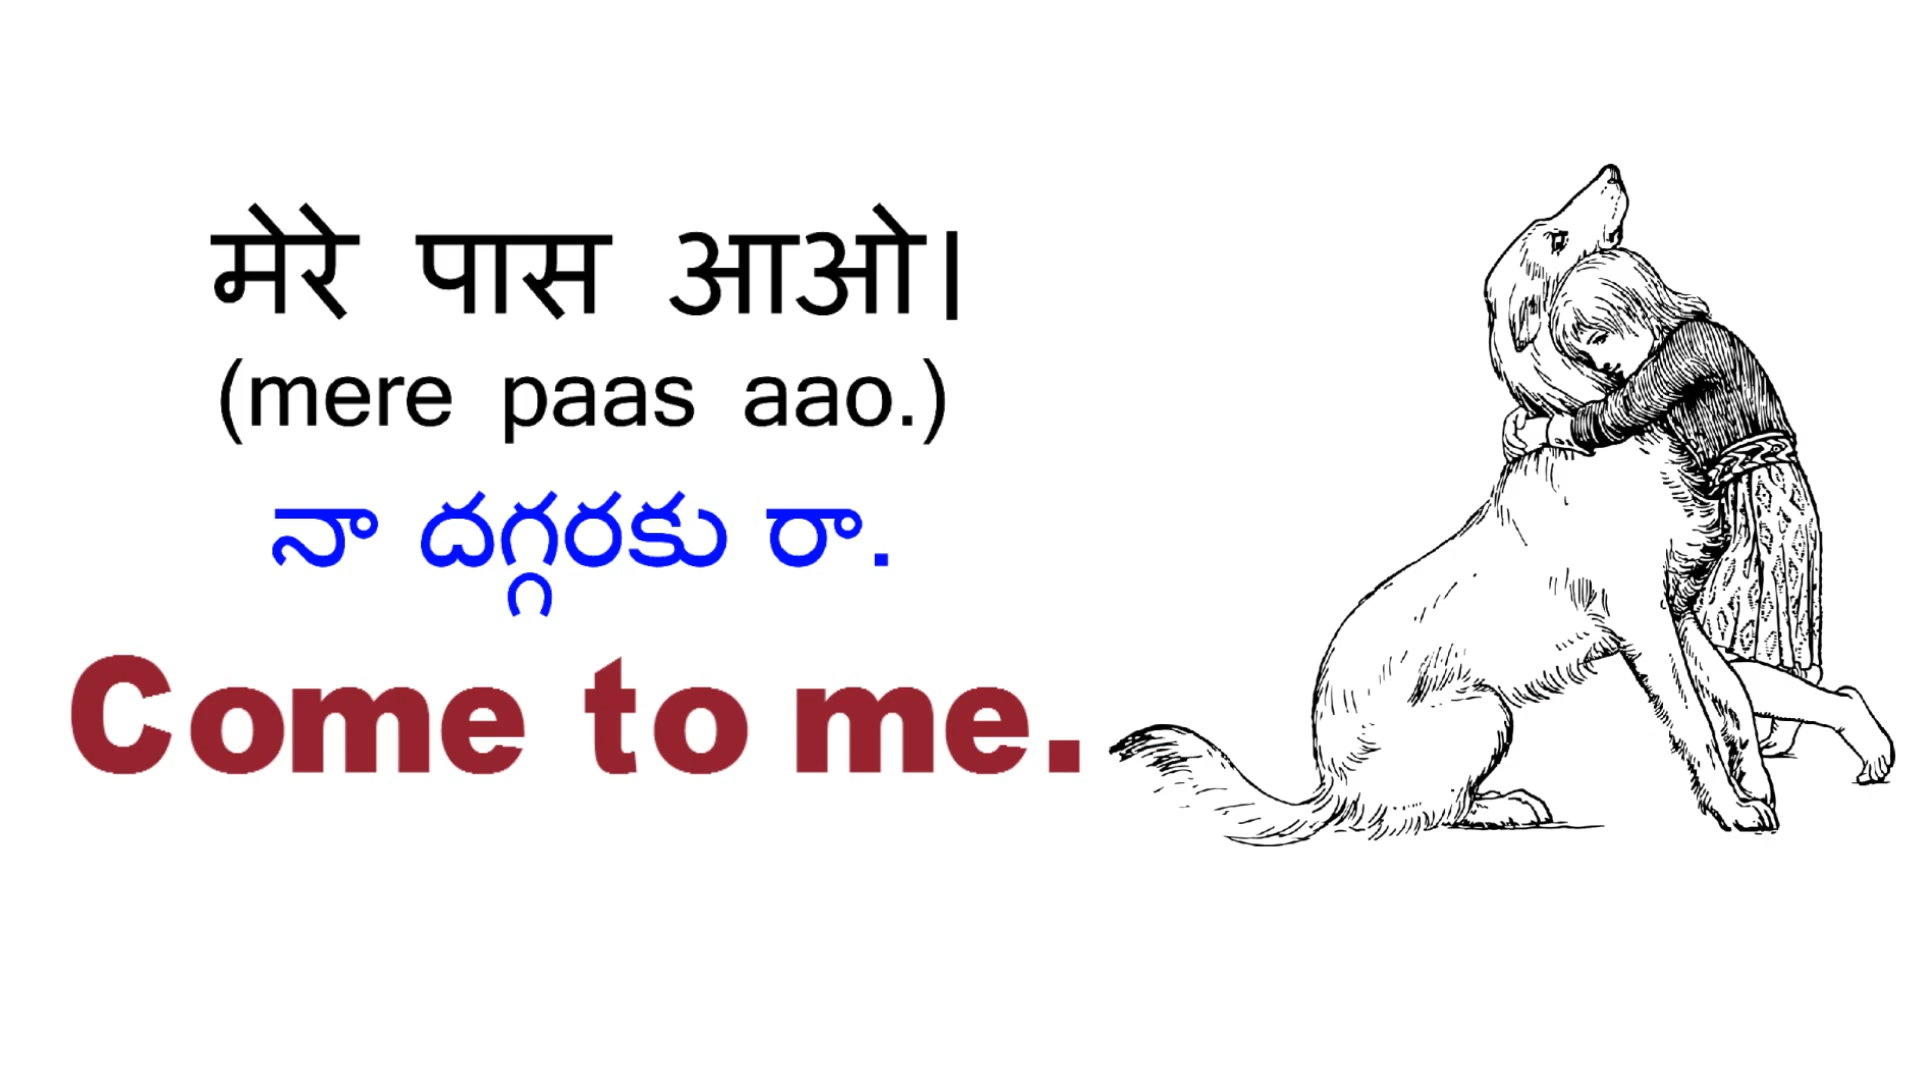 मेरे पास आओ।
(mere paas aao.)
నా దగ్గరకు రా.
Come to me.